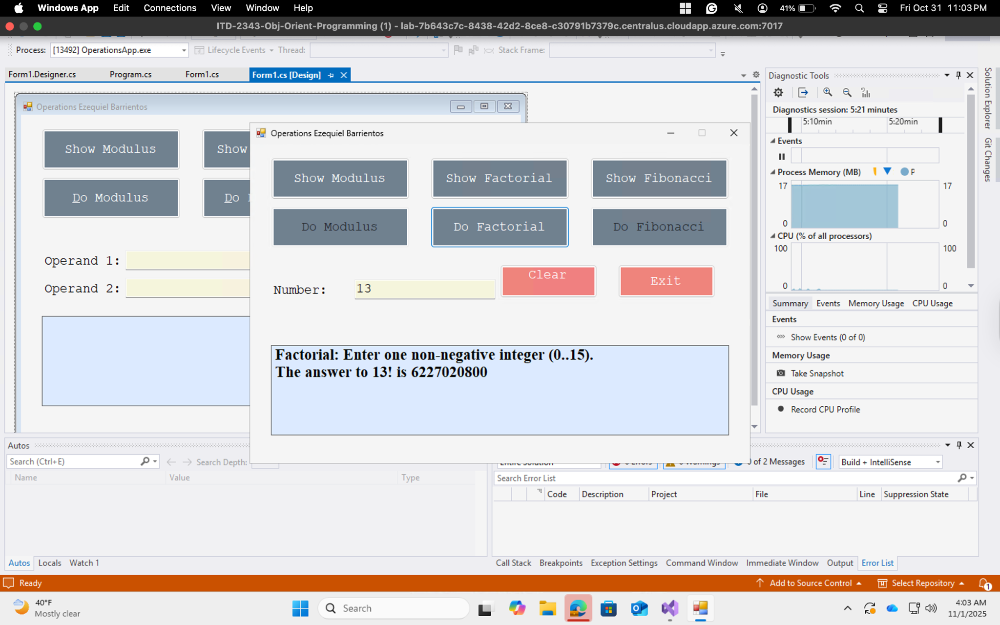 Windows App Edit Connections View Window Help 41% Fri Oct 31 11:03 PM
ITD-2343-Obj-Orient-Programming (1) - lab-7b643c7c-8438-42d2-8ce8-c30791b7379c.centralus.cloudapp.azure.com:7017
Process: [13492] OperationsApp.exe Lifecycle Events Thread: Stack Frame:
Form1.Designer.cs Program.cs Form1.cs Form1.cs [Design]
Operations Ezequiel Barrientos
Show Modulus Show
Do Modulus Do
Operand 1:
Operand 2:
Operations Ezequiel Barrientos
Show Modulus Show Factorial Show Fibonacci
Do Modulus Do Factorial Do Fibonacci
Clear
Number: 13 Exit
Factorial: Enter one non-negative integer (0..15).
The answer to 13! is 6227020800
Diagnostic Tools
Diagnostics session: 5:21 minutes
5:10min 5:20min
Events
Process Memory (MB) P
17 17
0 0
CPU (% of all processors)
100 100
0 0
Summary Events Memory Usage CPU Usage
Events
Show Events (0 of 0)
Memory Usage
Take Snapshot
CPU Usage
Record CPU Profile
Solution Explorer
Git Changes
Autos
Search (Ctrl+E) Search Depth:
Name Value Type
Autos Locals Watch 1
Entire Solution 0 Errors 0 Warnings 0 of 2 Messages Build + IntelliSense
Search Error List
Code Description Project File Line Suppression State
Call Stack Breakpoints Exception Settings Command Window Immediate Window Output Error List
Ready Add to Source Control Select Repository 1
40°F
Mostly clear
Search
4:03 AM
11/1/2025